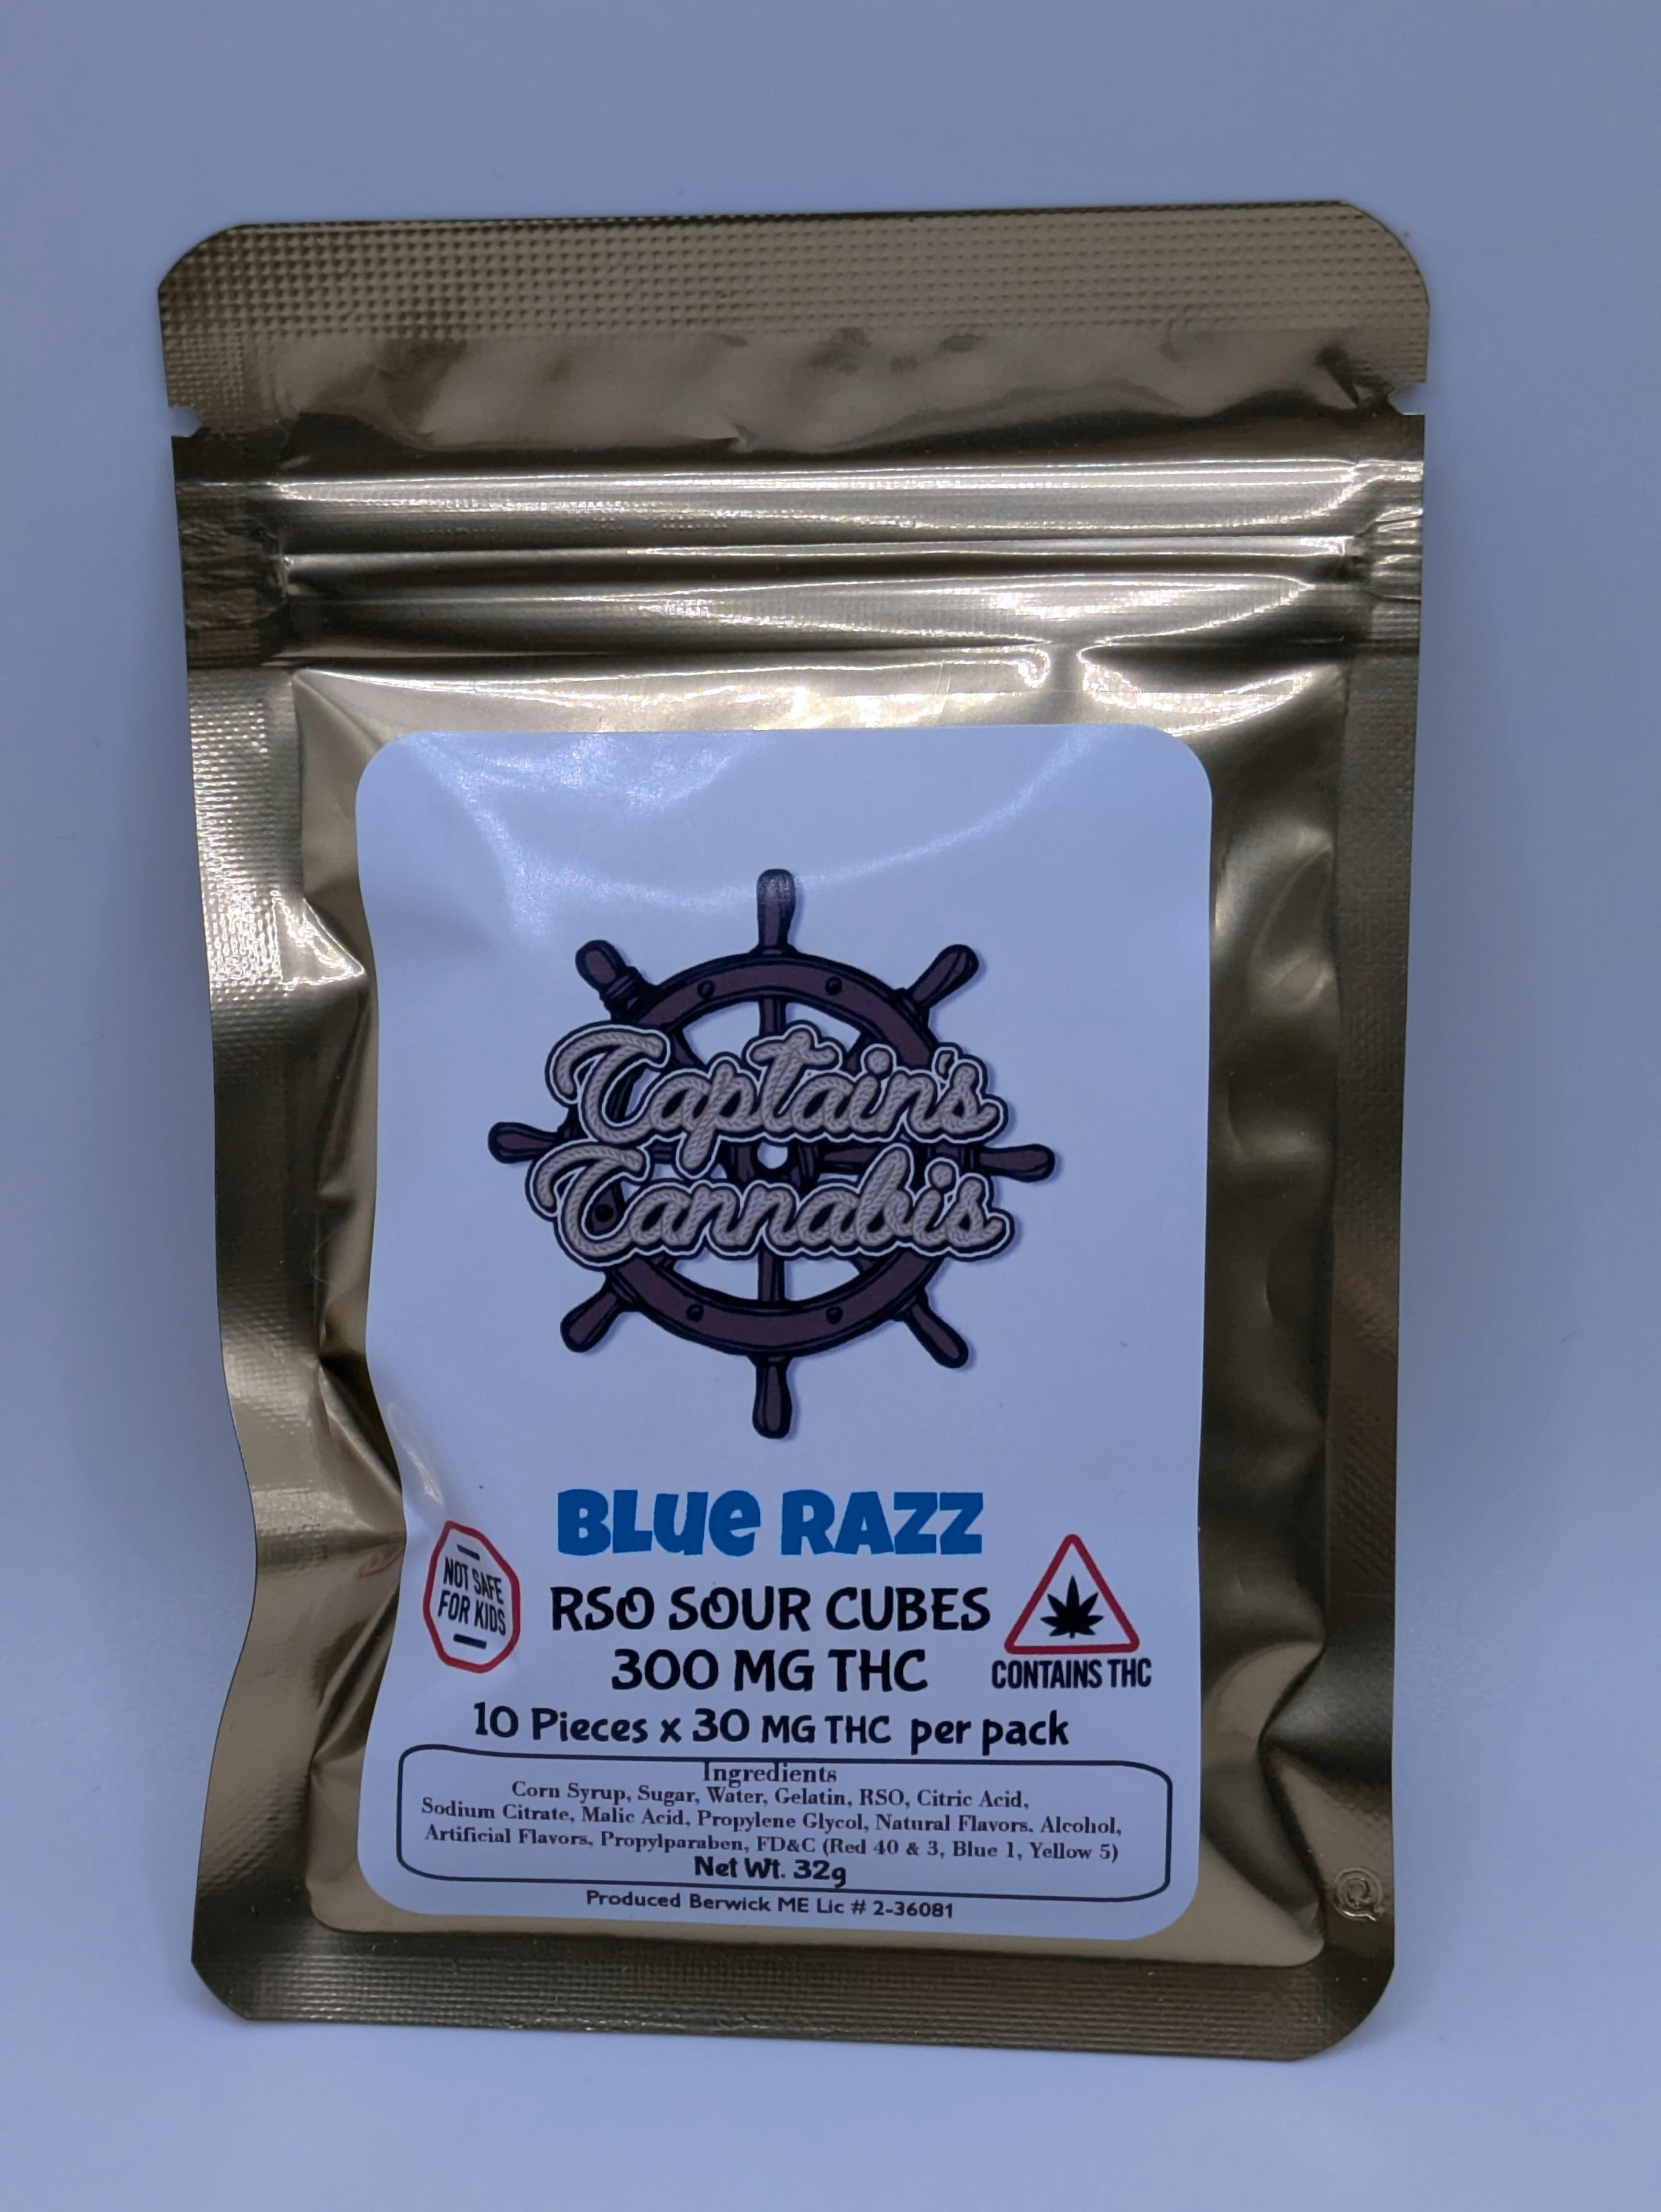 Captain's
Cannabis
BLUE RAZZ
NOT SAFE
FOR KIDS
RSO SOUR CUBES
300 MG THC
CONTAINS THC
10 Pieces x 30 MG THC per pack
Ingredients
Corn Syrup, Sugar, Water, Gelatin, RSO, Citric Acid,
Sodium Citrate, Malic Acid, Propylene Glycol, Natural Flavors. Alcohol,
Artificial Flavors, Propylparaben, FD&C (Red 40 & 3, Blue 1, Yellow 5)
Net Wt. 32g
Produced Berwick ME Lic # 2-36081